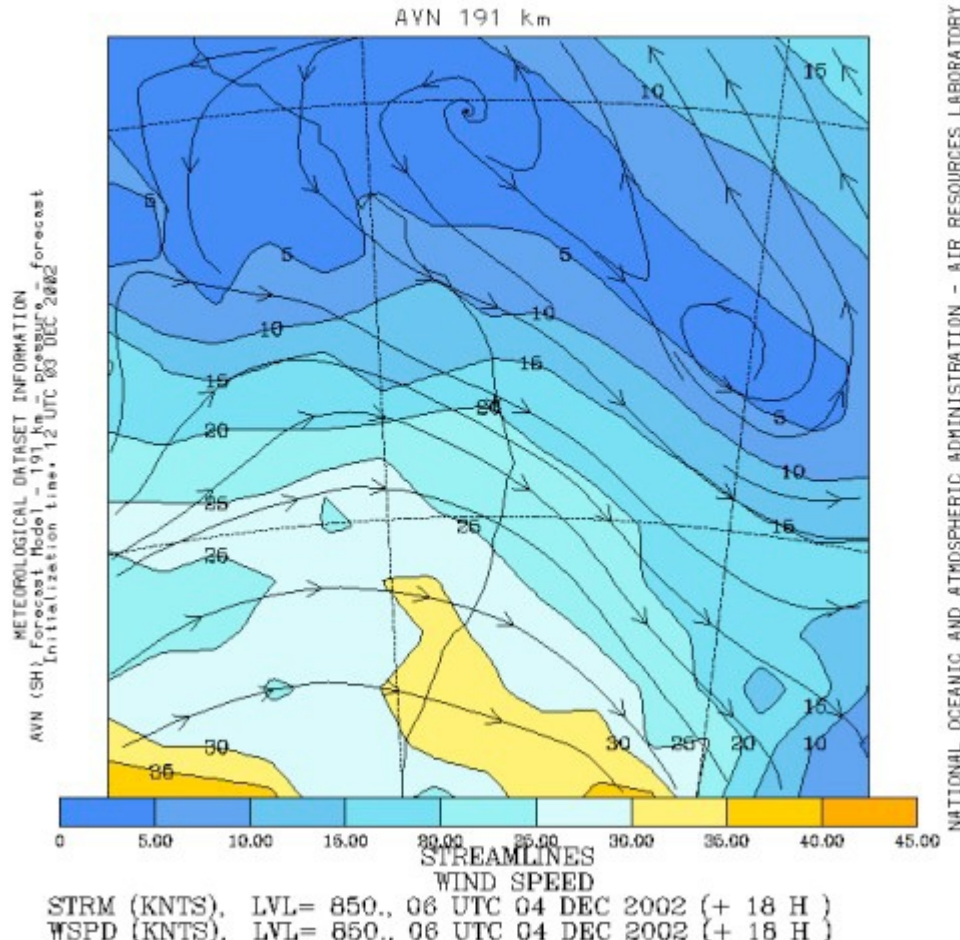 AVN 191 km
METEOROLOGICAL DATASET INFORMATION
AVN (SH) Forecast Model - 191 km - pressure - forecast
Initialization time: 12 UTC 03 DEC 2002
NATIONAL OCEANIC AND ATMOSPHERIC ADMINISTRATION - AIR RESOURCES LABORATORY
15
10
5
5
5
10
10
15
15
20
20
5
10
25
25
15
25
15
30
35
30
25
20
10
0 5.00 10.00 15.00 20.00 25.00 30.00 35.00 40.00 45.00
STREAMLINES
WIND SPEED
STRM (KNTS), LVL= 850., 06 UTC 04 DEC 2002 (+ 18 H )
WSPD (KNTS), LVL= 850., 06 UTC 04 DEC 2002 (+ 18 H )